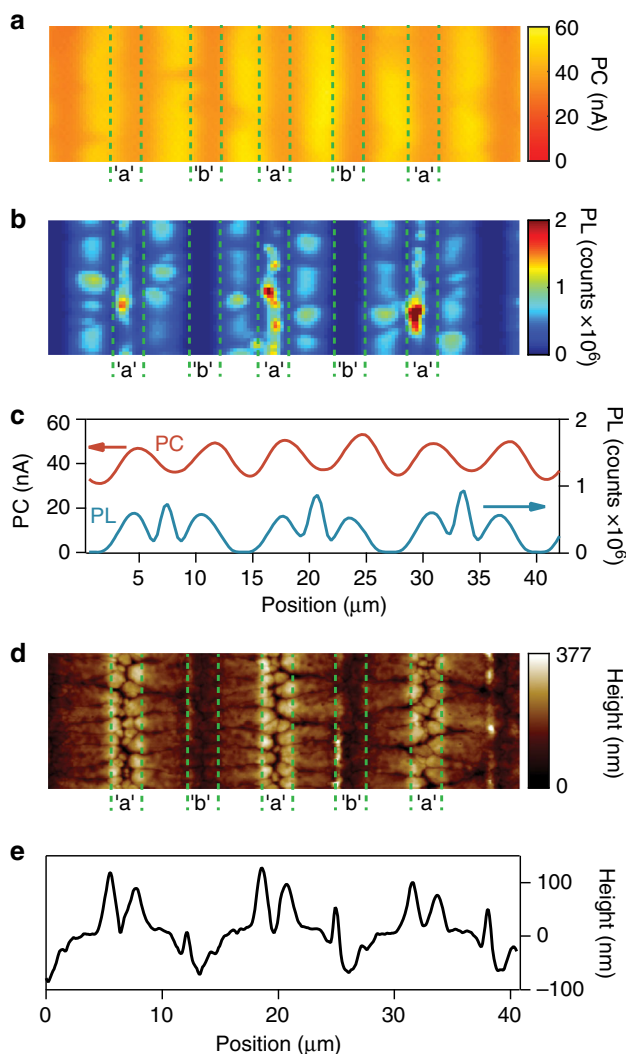 a
60
40
20
0
PC
(nA)
'a' 'b' 'a' 'b' 'a'
b
2
1
0
PL (counts ×10⁶)
'a' 'b' 'a' 'b' 'a'
c
60
40
20
0
PC (nA)
PC
PL
2
1
0
PL
(counts ×10⁶)
5 10 15 20 25 30 35 40
Position (μm)
d
377
0
Height
(nm)
'a' 'b' 'a' 'b' 'a'
e
100
0
−100
Height (nm)
0 10 20 30 40
Position (μm)